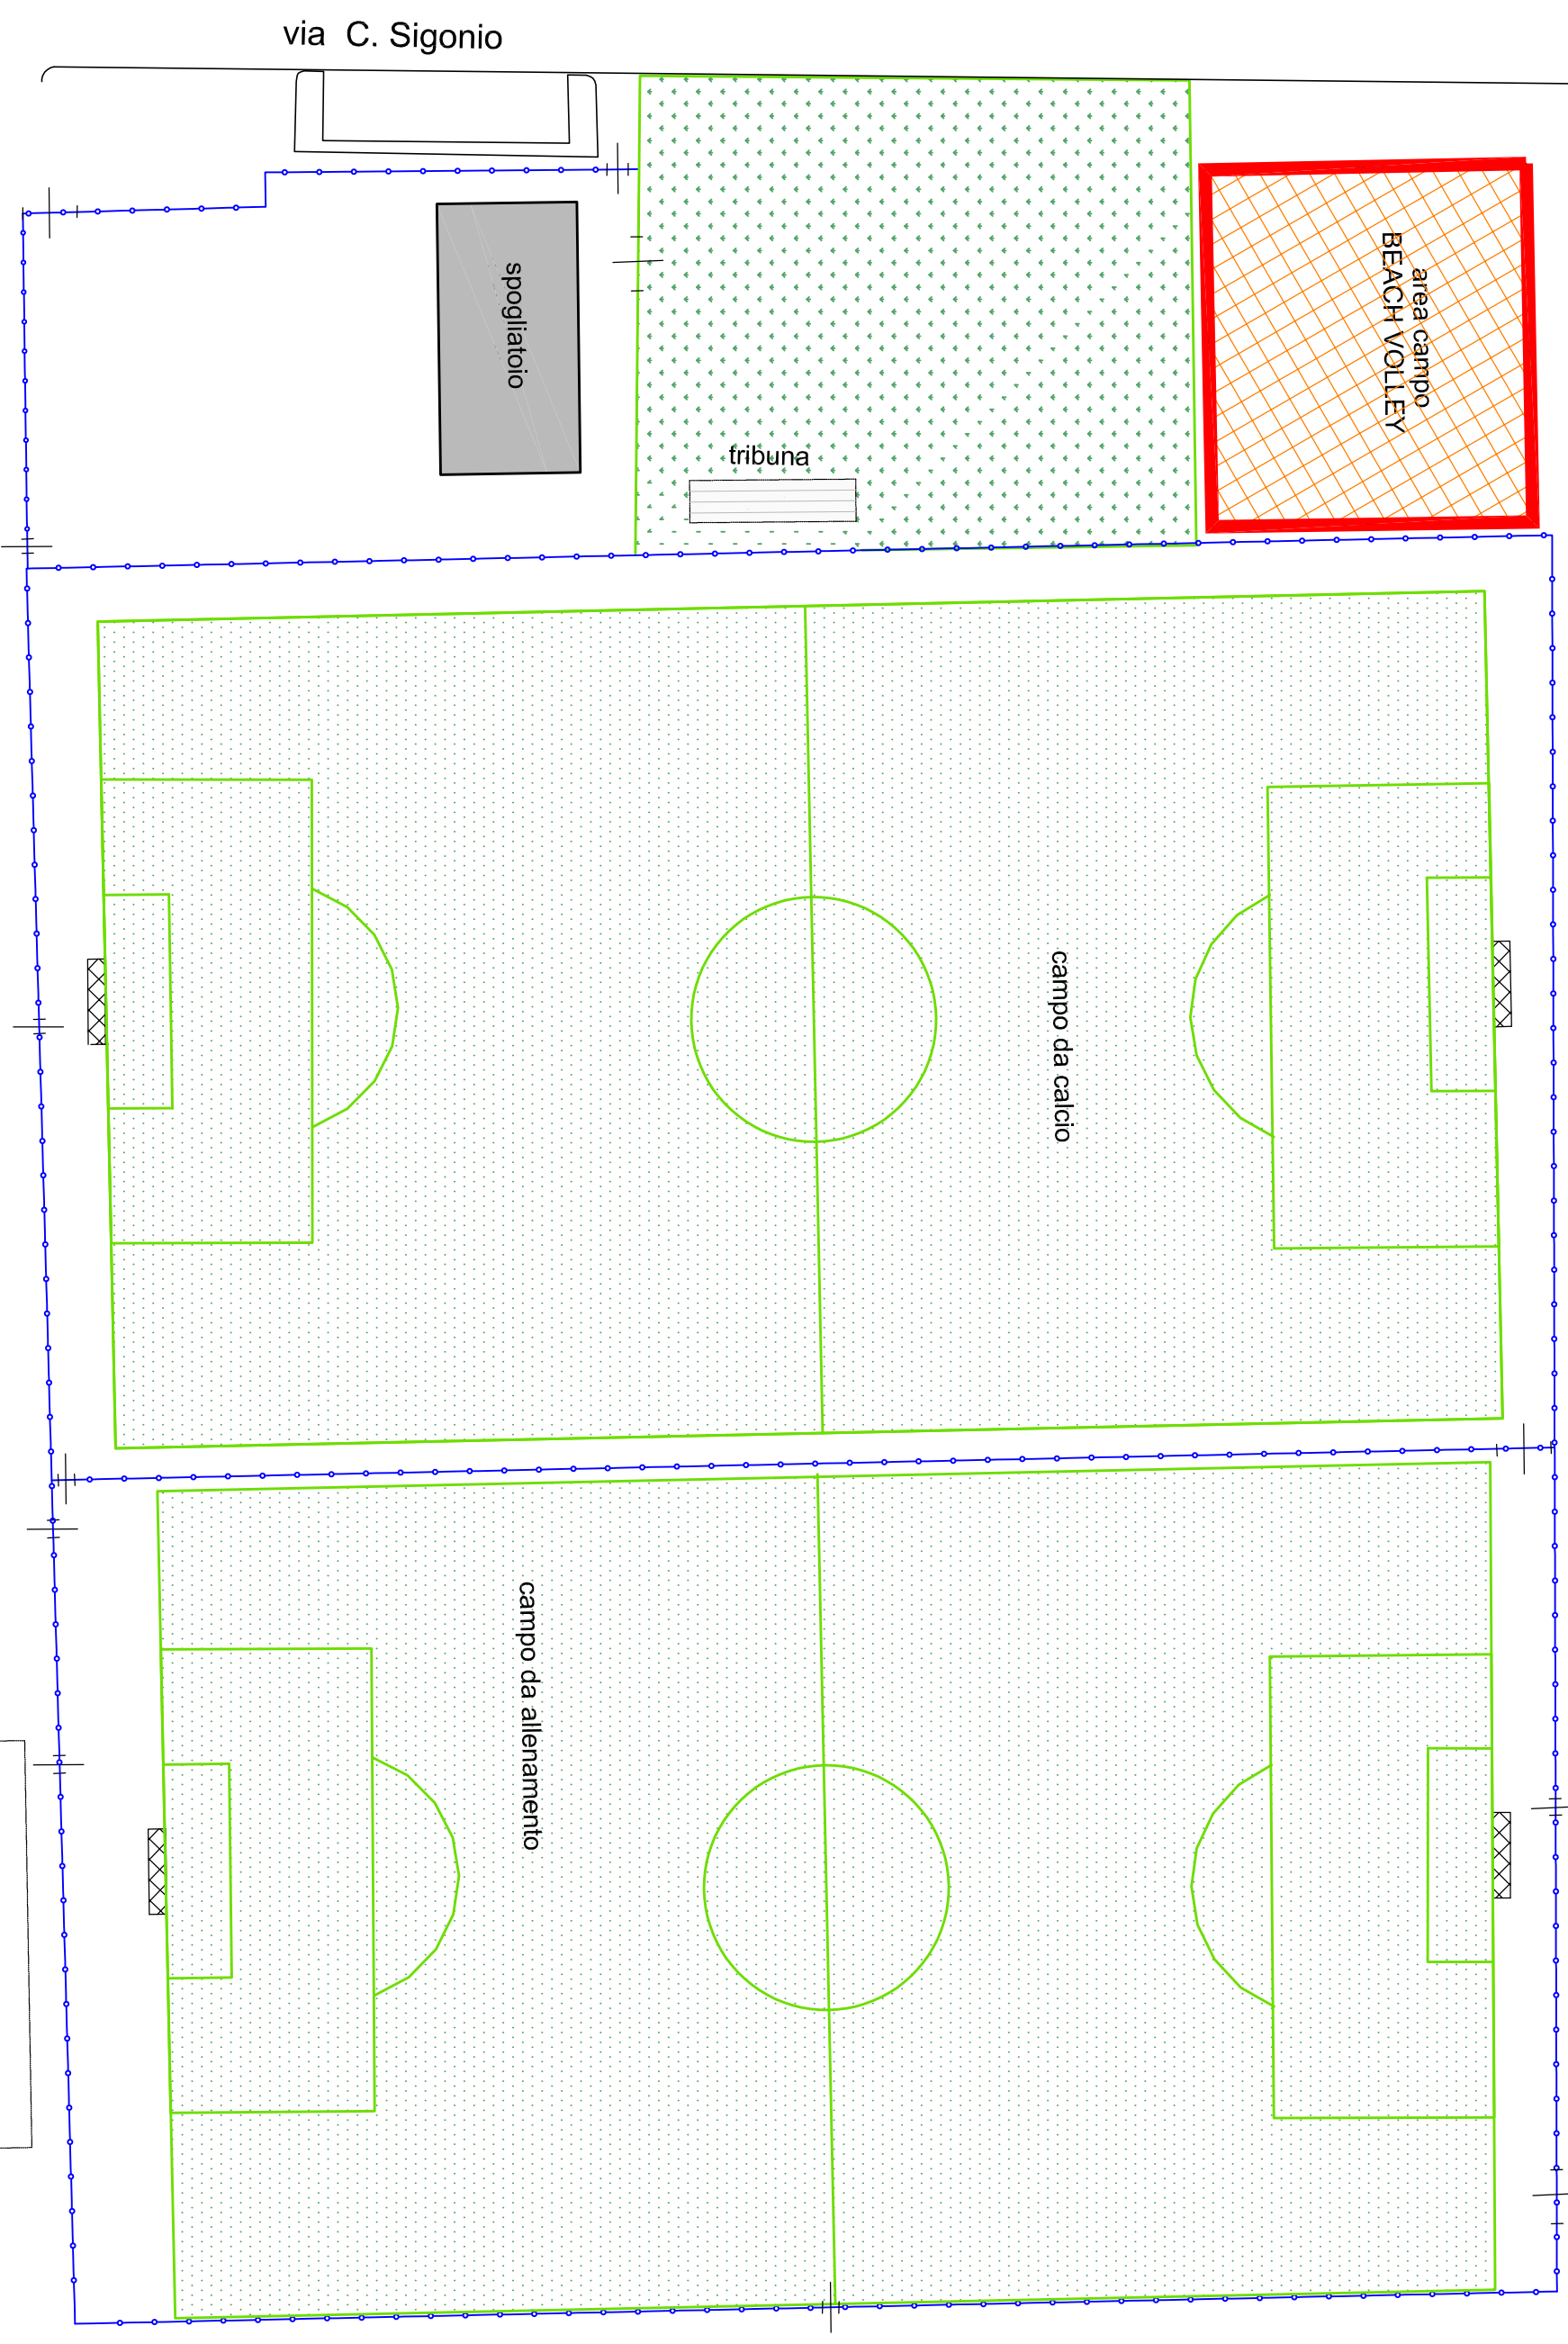 via C. Sigonio
spogliatoio
area campo
BEACH VOLLEY
tribuna
campo da calcio
campo da allenamento